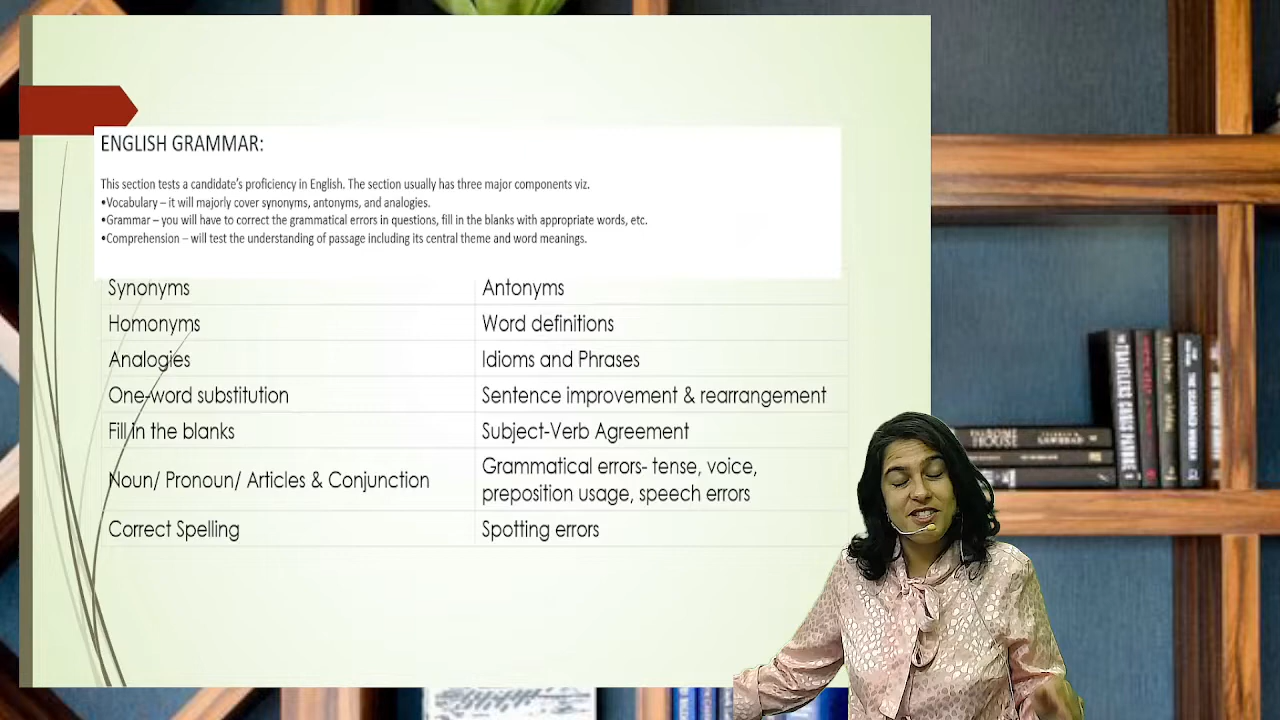 ENGLISH GRAMMAR:
This section tests a candidate's proficiency in English. The section usually has three major components viz.
•Vocabulary – it will majorly cover synonyms, antonyms, and analogies.
•Grammar – you will have to correct the grammatical errors in questions, fill in the blanks with appropriate words, etc.
•Comprehension – will test the understanding of passage including its central theme and word meanings.
Synonyms Antonyms
Homonyms Word definitions
Analogies Idioms and Phrases
One-word substitution Sentence improvement & rearrangement
Fill in the blanks Subject-Verb Agreement
Noun/ Pronoun/ Articles & Conjunction Grammatical errors- tense, voice,
preposition usage, speech errors
Correct Spelling Spotting errors
HOUSE